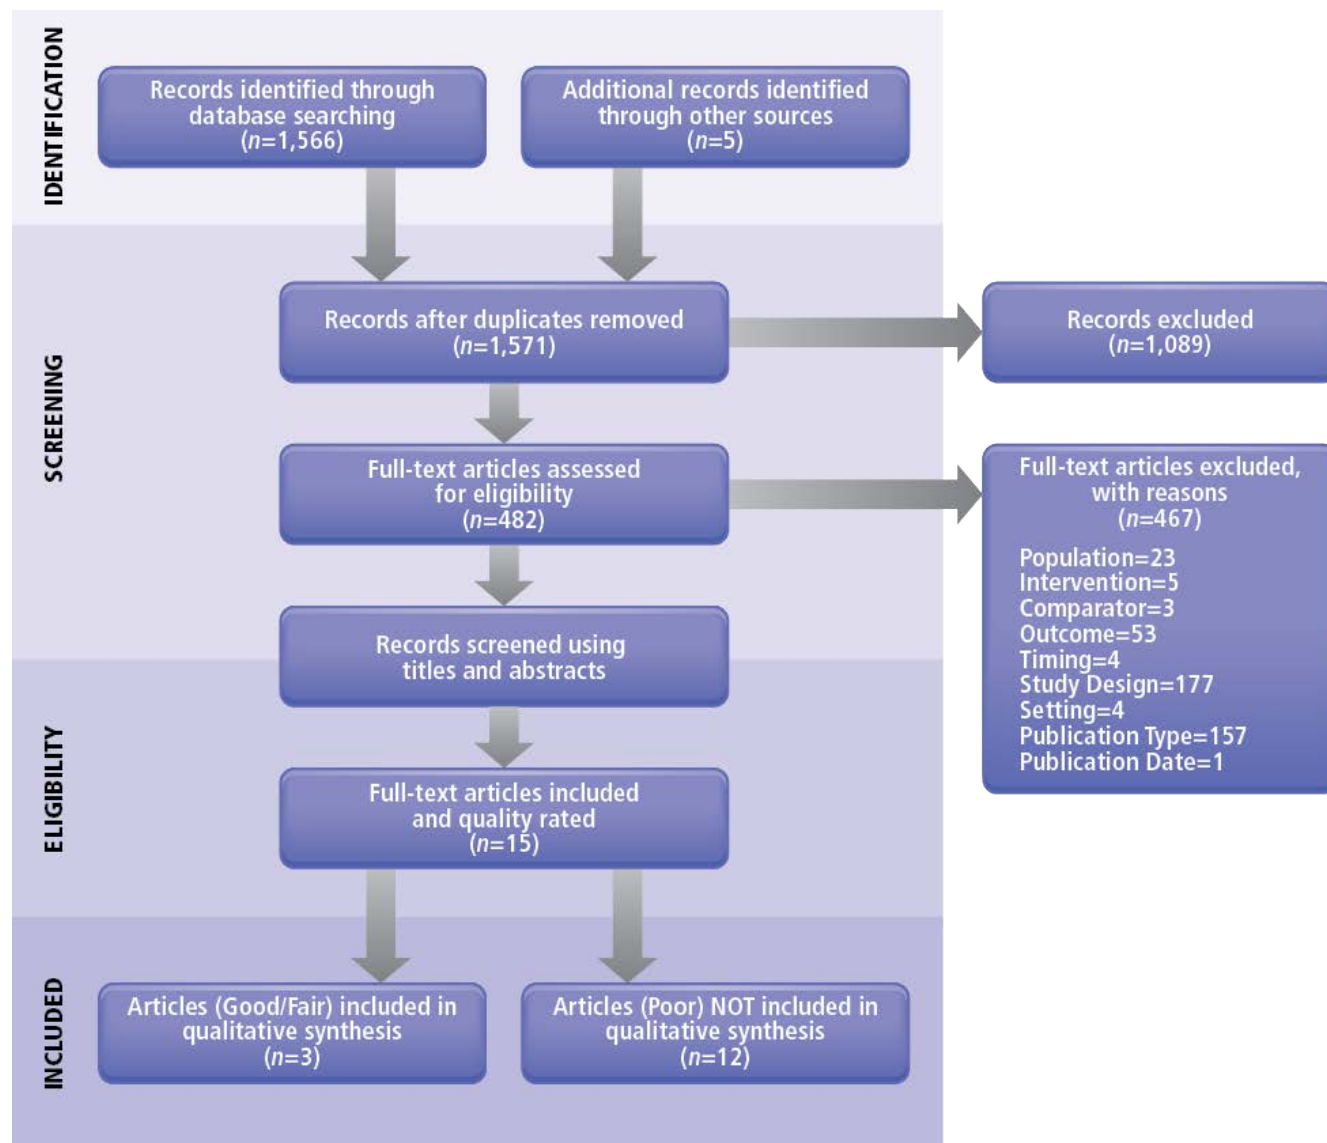 IDENTIFICATION
Records identified through
database searching
(n=1,566)
Additional records identified
through other sources
(n=5)
SCREENING
Records after duplicates removed
(n=1,571)
Records excluded
(n=1,089)
Full-text articles assessed
for eligibility
(n=482)
Full-text articles excluded,
with reasons
(n=467)
Population=23
Intervention=5
Comparator=3
Outcome=53
Timing=4
Study Design=177
Setting=4
Publication Type=157
Publication Date=1
Records screened using
titles and abstracts
ELIGIBILITY
Full-text articles included
and quality rated
(n=15)
INCLUDED
Articles (Good/Fair) included in
qualitative synthesis
(n=3)
Articles (Poor) NOT included in
qualitative synthesis
(n=12)